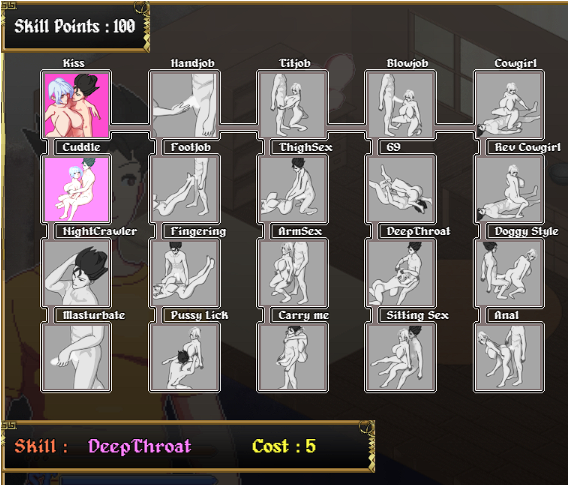 Skill Points : 100
Kiss Handjob Titjob Blowjob Cowgirl
Cuddle FootJob ThighSex 69 Rev Cowgirl
NightCrawler Fingering ArmSex DeepThroat Doggy Style
Masturbate Pussy Lick Carry me Sitting Sex Anal
Skill : DeepThroat Cost : 5